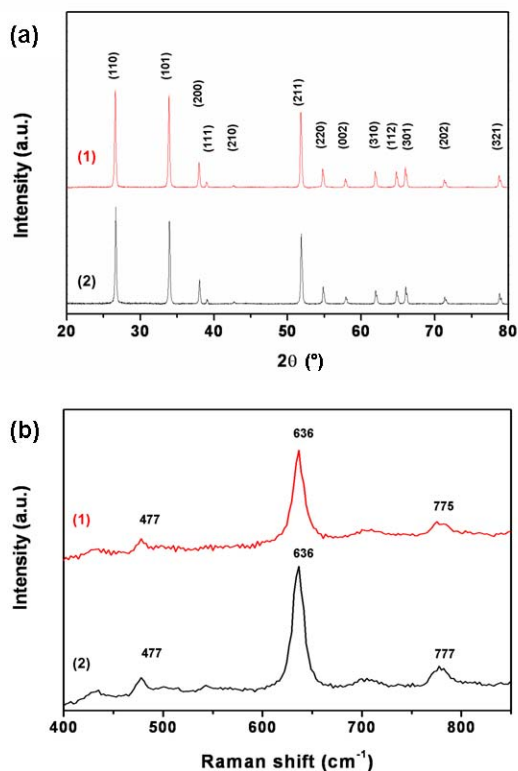 (a)
(110)
(101)
(200)
(111)
(210)
(211)
(220)
(002)
(310)
(112)
(301)
(202)
(321)
(1)
(2)
Intensity (a.u.)
20 30 40 50 60 70 80
2θ (º)
(b)
636
(1)
477
775
636
(2)
477
777
Intensity (a.u.)
400 500 600 700 800
Raman shift (cm⁻¹)